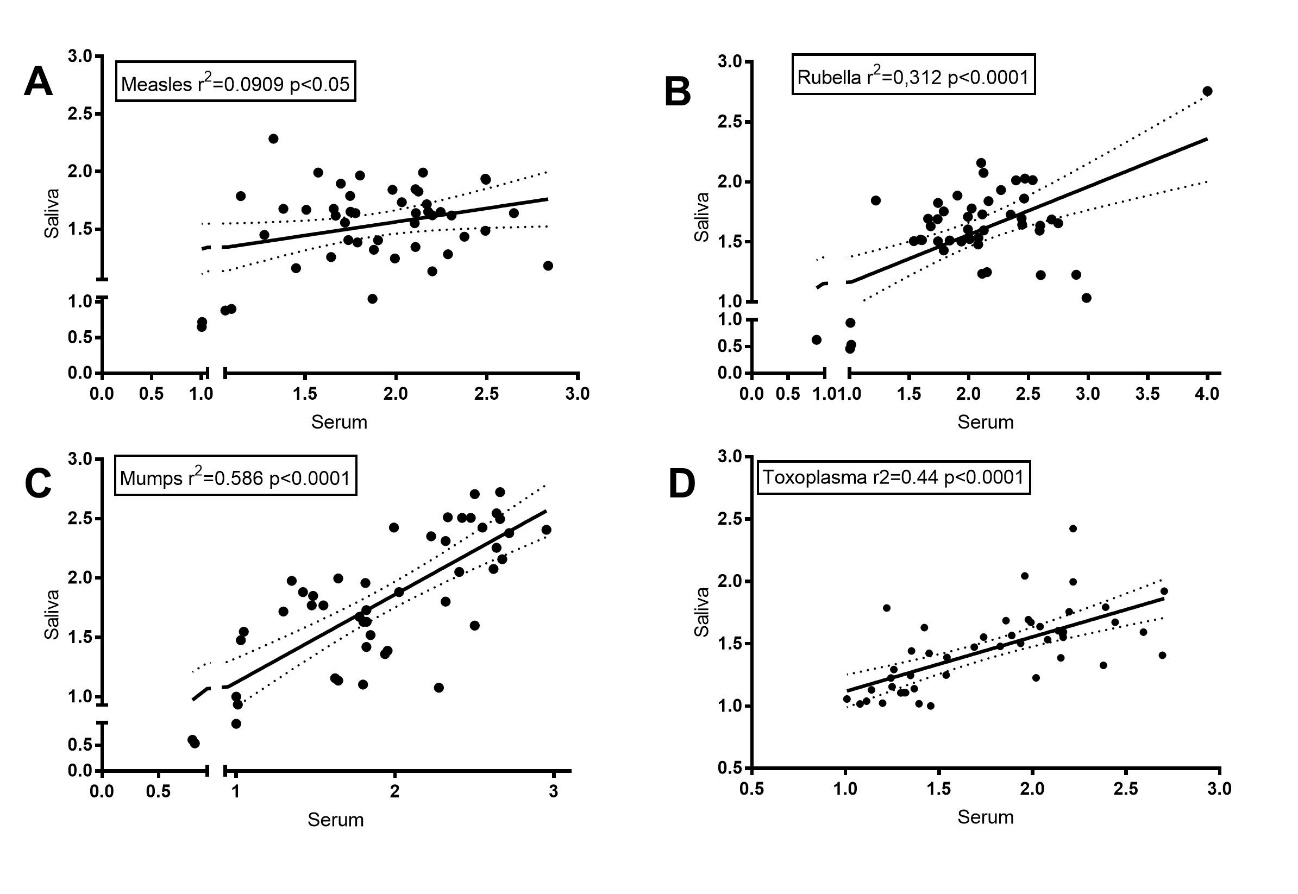 A
Measles r²=0.0909 p<0.05
3.0
2.5
2.0
1.5
1.0
0.5
0.0
Saliva
0.0 0.5 1.0 1.5 2.0 2.5 3.0
Serum
B
Rubella r²=0,312 p<0.0001
3.0
2.5
2.0
1.5
1.0
1.0
0.5
0.0
Saliva
0.0 0.5 1.0 1.0 1.5 2.0 2.5 3.0 3.5 4.0
Serum
C
Mumps r²=0.586 p<0.0001
3.0
2.5
2.0
1.5
1.0
0.5
0.0
Saliva
0.0 0.5 1 2 3
Serum
D
Toxoplasma r2=0.44 p<0.0001
3.0
2.5
2.0
1.5
1.0
0.5
Saliva
0.5 1.0 1.5 2.0 2.5 3.0
Serum